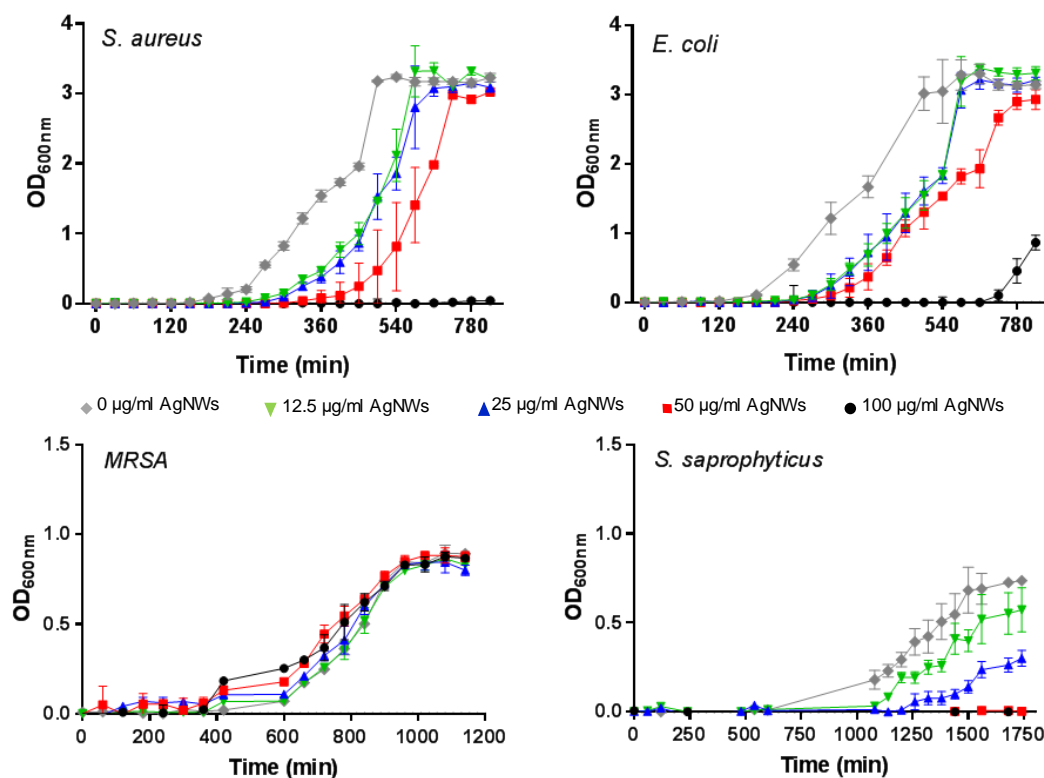 S. aureus
OD600nm
4
3
2
1
0
0 120 240 360 480 540 780
Time (min)
E. coli
OD600nm
4
3
2
1
0
0 120 240 360 540 780
Time (min)
0 µg/ml AgNWs 12.5 µg/ml AgNWs 25 µg/ml AgNWs 50 µg/ml AgNWs 100 µg/ml AgNWs
MRSA
OD600nm
1.5
1.0
0.5
0.0
0 200 400 600 800 1000 1200
Time (min)
S. saprophyticus
OD600nm
1.5
1.0
0.5
0.0
0 250 500 750 1000 1250 1500 1750
Time (min)